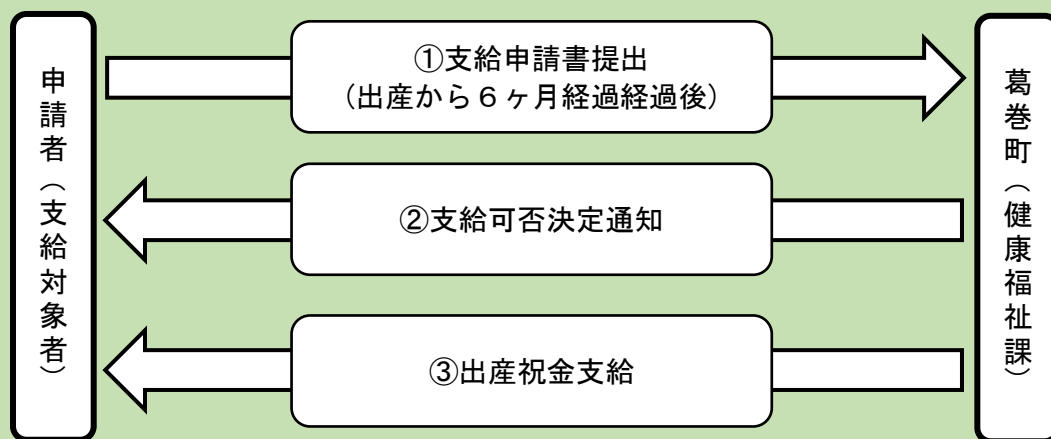 申請者（支給対象者）
①支給申請書提出
（出産から６ヶ月経過経過後）
②支給可否決定通知
③出産祝金支給
葛巻町（健康福祉課）